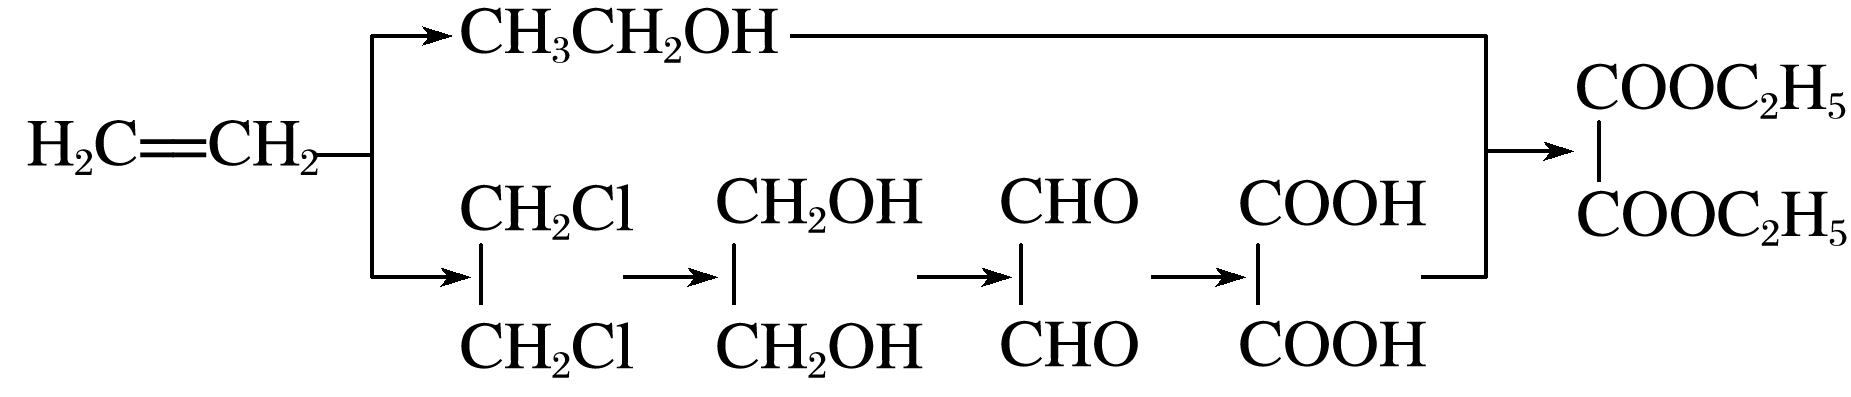 CH₃CH₂OH
H₂C=CH₂
COOC₂H₅
COOC₂H₅
CH₂Cl CH₂OH CHO COOH
CH₂Cl CH₂OH CHO COOH